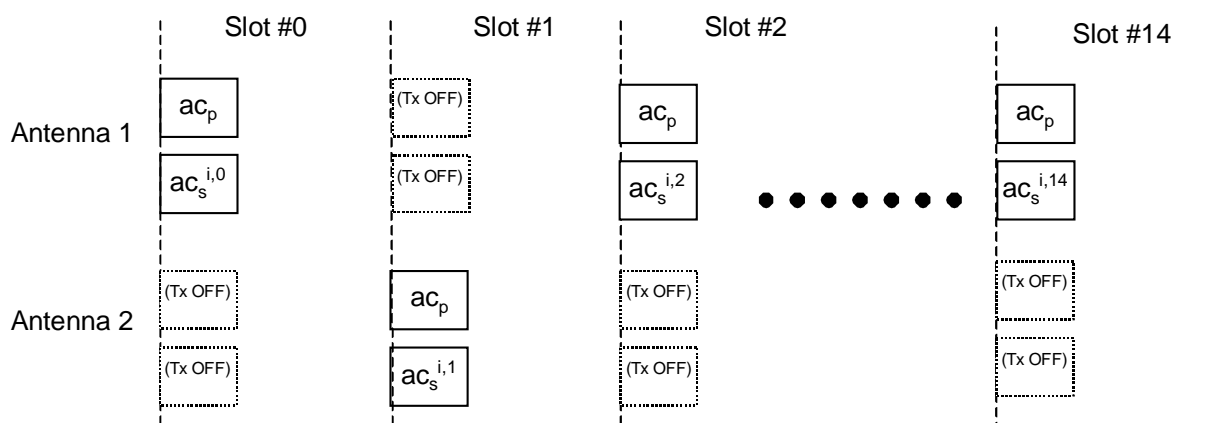 Slot #0 Slot #1 Slot #2 Slot #14
ac_p (Tx OFF) ac_p ac_p
Antenna 1
ac_s^i,0 (Tx OFF) ac_s^i,2 ac_s^i,14
(Tx OFF) ac_p (Tx OFF) (Tx OFF)
Antenna 2
(Tx OFF) ac_s^i,1 (Tx OFF) (Tx OFF)